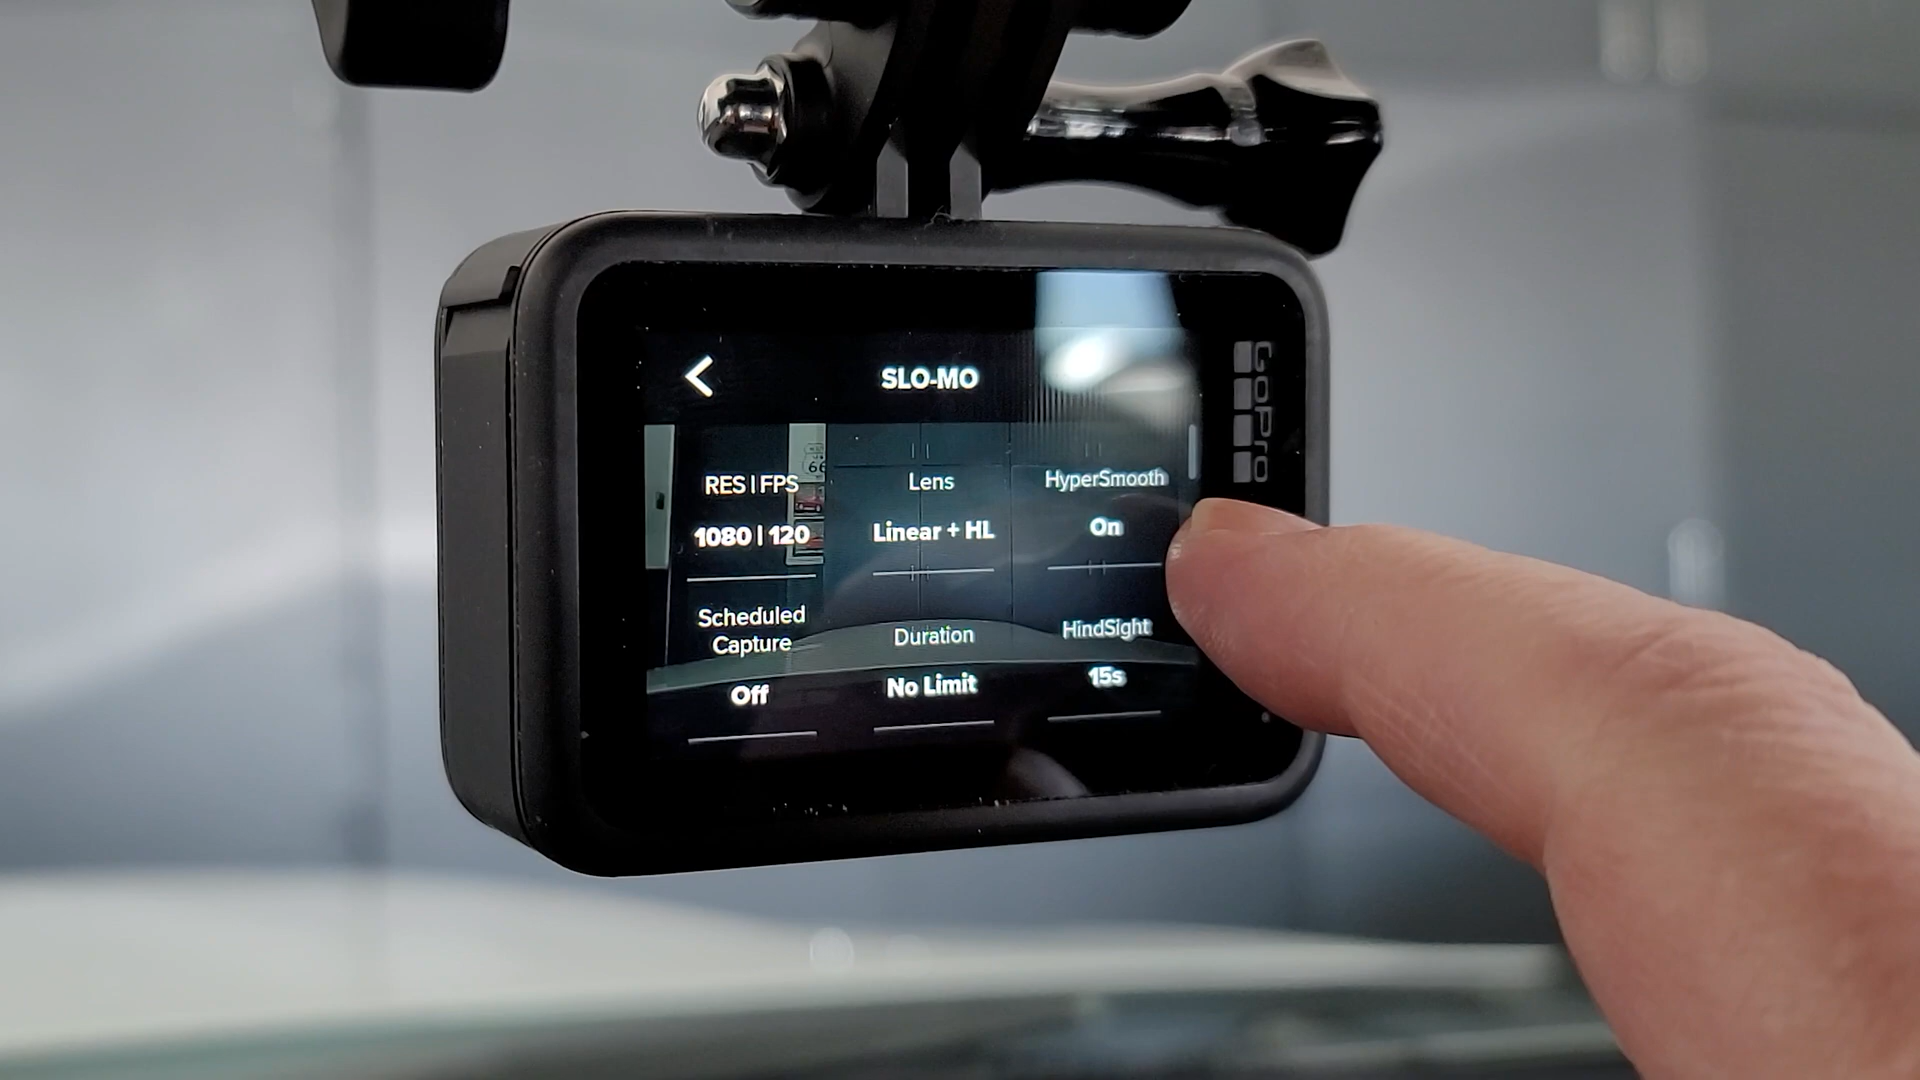 SLO-MO
RES | FPS
1080 | 120
Lens
Linear + HL
HyperSmooth
On
Scheduled
Capture
Off
Duration
No Limit
HindSight
15s
66
GoPro